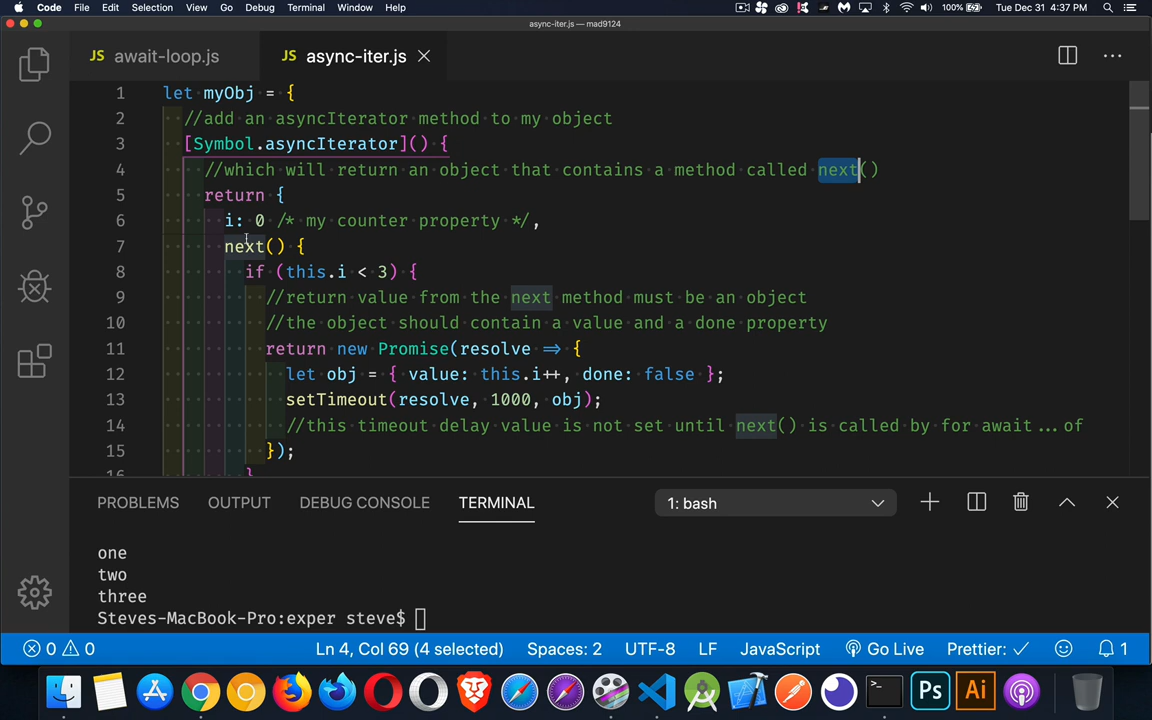 Code File Edit Selection View Go Debug Terminal Window Help 100% Tue Dec 31 4:37 PM
async-iter.js — mad9124
JS await-loop.js JS async-iter.js
1 let myObj = {
2 //add an asyncIterator method to my object
3 [Symbol.asyncIterator]() {
4 //which will return an object that contains a method called next()
5 return {
6 i: 0 /* my counter property */,
7 next() {
8 if (this.i < 3) {
9 //return value from the next method must be an object
10 //the object should contain a value and a done property
11 return new Promise(resolve => {
12 let obj = { value: this.i++, done: false };
13 setTimeout(resolve, 1000, obj);
14 //this timeout delay value is not set until next() is called by for await...of
15 });
16 }
PROBLEMS OUTPUT DEBUG CONSOLE TERMINAL 1: bash
one
two
three
Steves-MacBook-Pro:exper steve$
0 0 Ln 4, Col 69 (4 selected) Spaces: 2 UTF-8 LF JavaScript Go Live Prettier: ✓ 1
Ps Ai